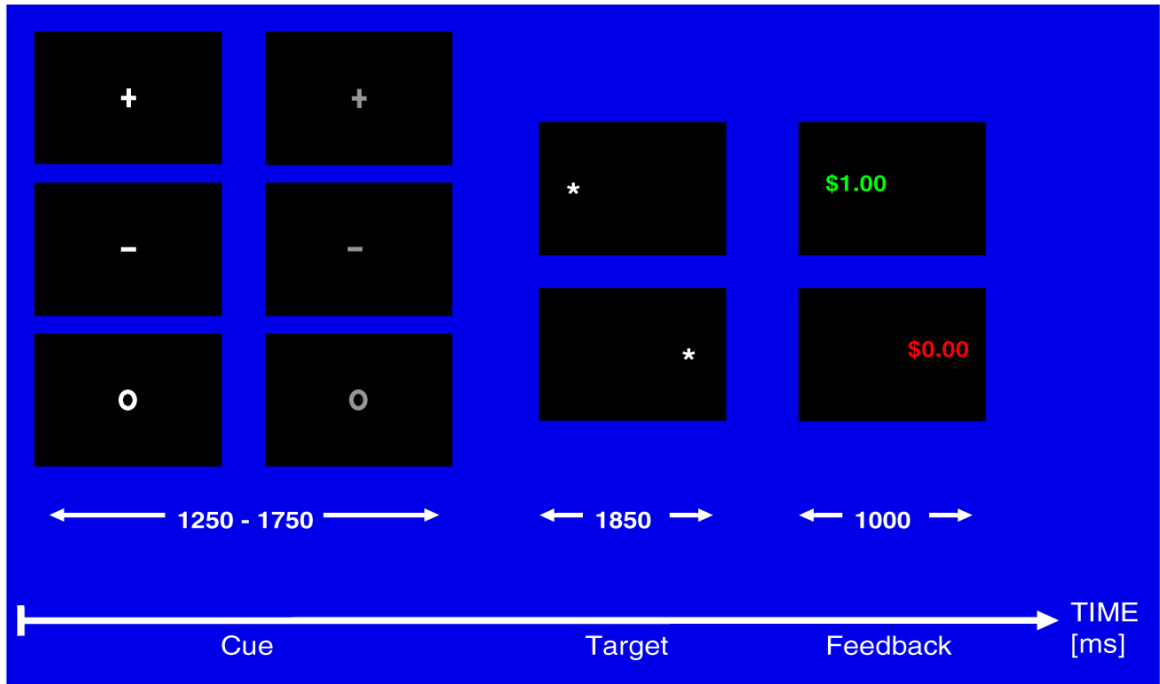 + +
* $1.00
– –
* $0.00
o o
1250 - 1750 1850 1000
TIME
[ms]
Cue Target Feedback